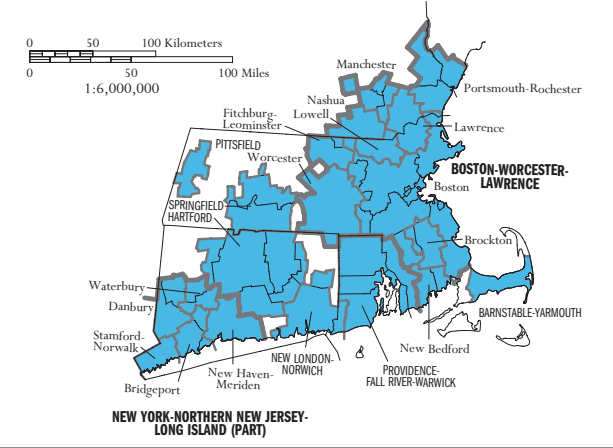 0 50 100 Kilometers
0 50 100 Miles
1:6,000,000
Manchester
Portsmouth-Rochester
Nashua
Lowell
Fitchburg-
Leominster
Lawrence
PITTSFIELD
Worcester
BOSTON-WORCESTER-
LAWRENCE
Boston
SPRINGFIELD
HARTFORD
Brockton
Waterbury
Danbury
BARNSTABLE-YARMOUTH
Stamford-
Norwalk
New Bedford
NEW LONDON-
NORWICH
PROVIDENCE-
FALL RIVER-WARWICK
New Haven-
Meriden
Bridgeport
NEW YORK-NORTHERN NEW JERSEY-
LONG ISLAND (PART)